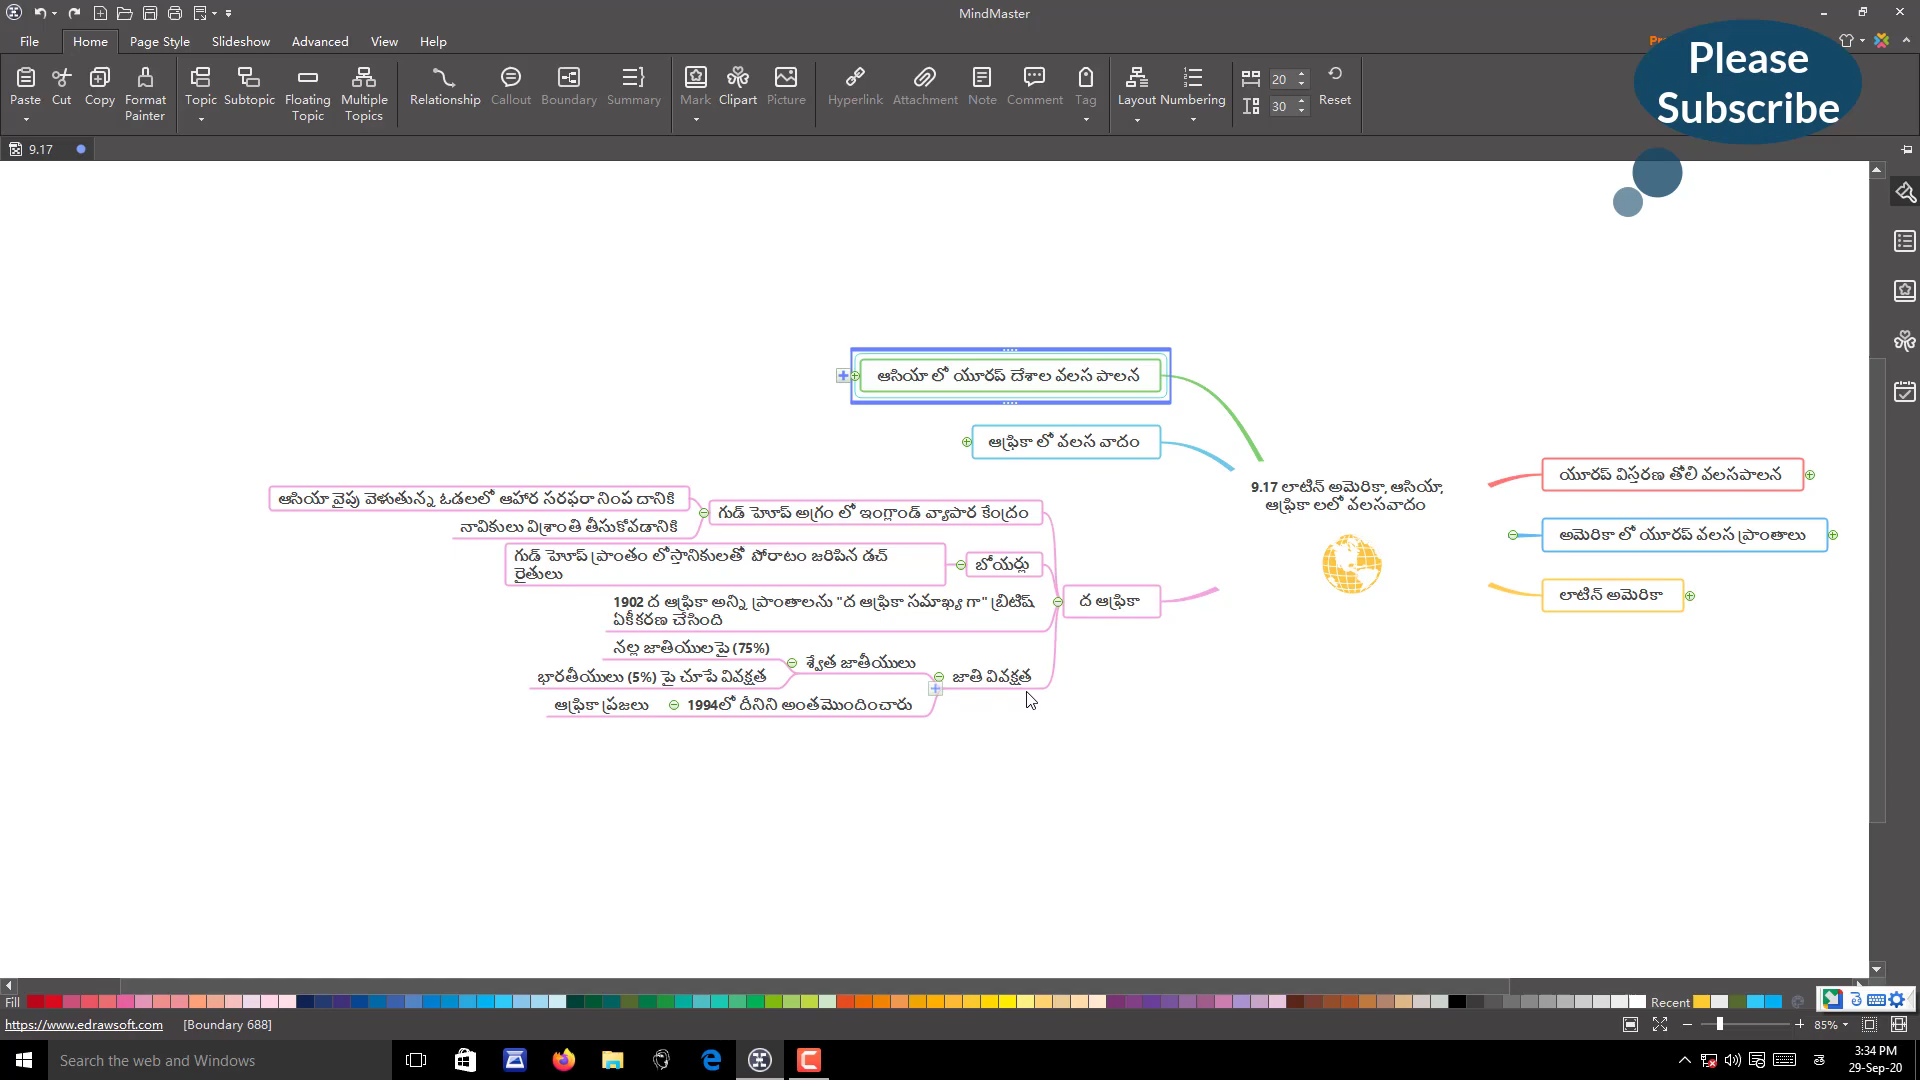 MindMaster
File Home Page Style Slideshow Advanced View Help
Please
Subscribe
Paste Cut Copy Format
Painter
Topic Subtopic Floating
Topic
Multiple
Topics
Relationship Callout Boundary Summary
Mark Clipart Picture
Hyperlink Attachment Note Comment Tag
Layout Numbering
20
30
Reset
9.17
ఆసియా లో యూరప్ దేశాల వలస పాలన
ఆఫ్రికా లో వలస వాదం
9.17 లాటిన్ అమెరికా, ఆసియా,
ఆఫ్రికా లలో వలసవాదం
యూరప్ విస్తరణ తోలి వలసపాలన
అమెరికా లో యూరప్ వలస ప్రాంతాలు
లాటిన్ అమెరికా
ద ఆఫ్రికా
గుడ్ హెూప్ అగ్రం లో ఇంగ్లాండ్ వ్యాపార కేంద్రం
ఆసియా వైపు వెళుతున్న ఓడలలో ఆహార సరఫరా నింప దానికి
నావికులు విశ్రాంతి తీసుకోవడానికి
బోయర్లు
గుడ్ హెూప్ ప్రాంతం లోస్తానికులతో పోరాటం జరిపిన డచ్
రైతులు
1902 ద ఆఫ్రికా అన్ని ప్రాంతాలను "ద ఆఫ్రికా సమాఖ్య గా" బ్రిటిష్
ఏకీకరణ చేసింది
జాతి వివక్షత
శ్వేత జాతీయులు
నల్ల జాతియులపై (75%)
భారతీయులు (5%) పై చూపే వివక్షత
1994లో దీనిని అంతమొందించారు
ఆఫ్రికా ప్రజలు
Fill
Recent
https://www.edrawsoft.com
[Boundary 688]
85%
Search the web and Windows
3:34 PM
29-Sep-20